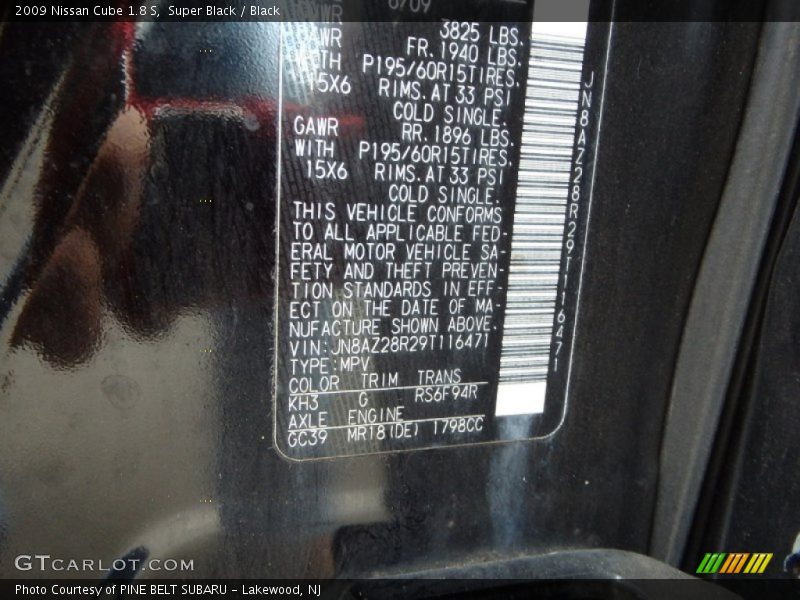 2009 Nissan Cube 1.8 S, Super Black / Black
6/09
GVWR 3825 LBS.
GAWR FR. 1940 LBS.
WITH P195/60R15TIRES.
15X6 RIMS. AT 33 PSI
COLD SINGLE.
GAWR RR. 1896 LBS.
WITH P195/60R15TIRES.
15X6 RIMS. AT 33 PSI
COLD SINGLE.
THIS VEHICLE CONFORMS
TO ALL APPLICABLE FED-
ERAL MOTOR VEHICLE SA-
FETY AND THEFT PREVEN-
TION STANDARDS IN EFF-
ECT ON THE DATE OF MA-
NUFACTURE SHOWN ABOVE.
VIN:JN8AZ28R29T116471
TYPE:MPV
COLOR TRIM TRANS
KH3 G RS6F94R
AXLE ENGINE
GC39 MR18(DE) 1798CC
JN8AZ28R29T116471
GTCARLOT.COM
Photo Courtesy of PINE BELT SUBARU - Lakewood, NJ